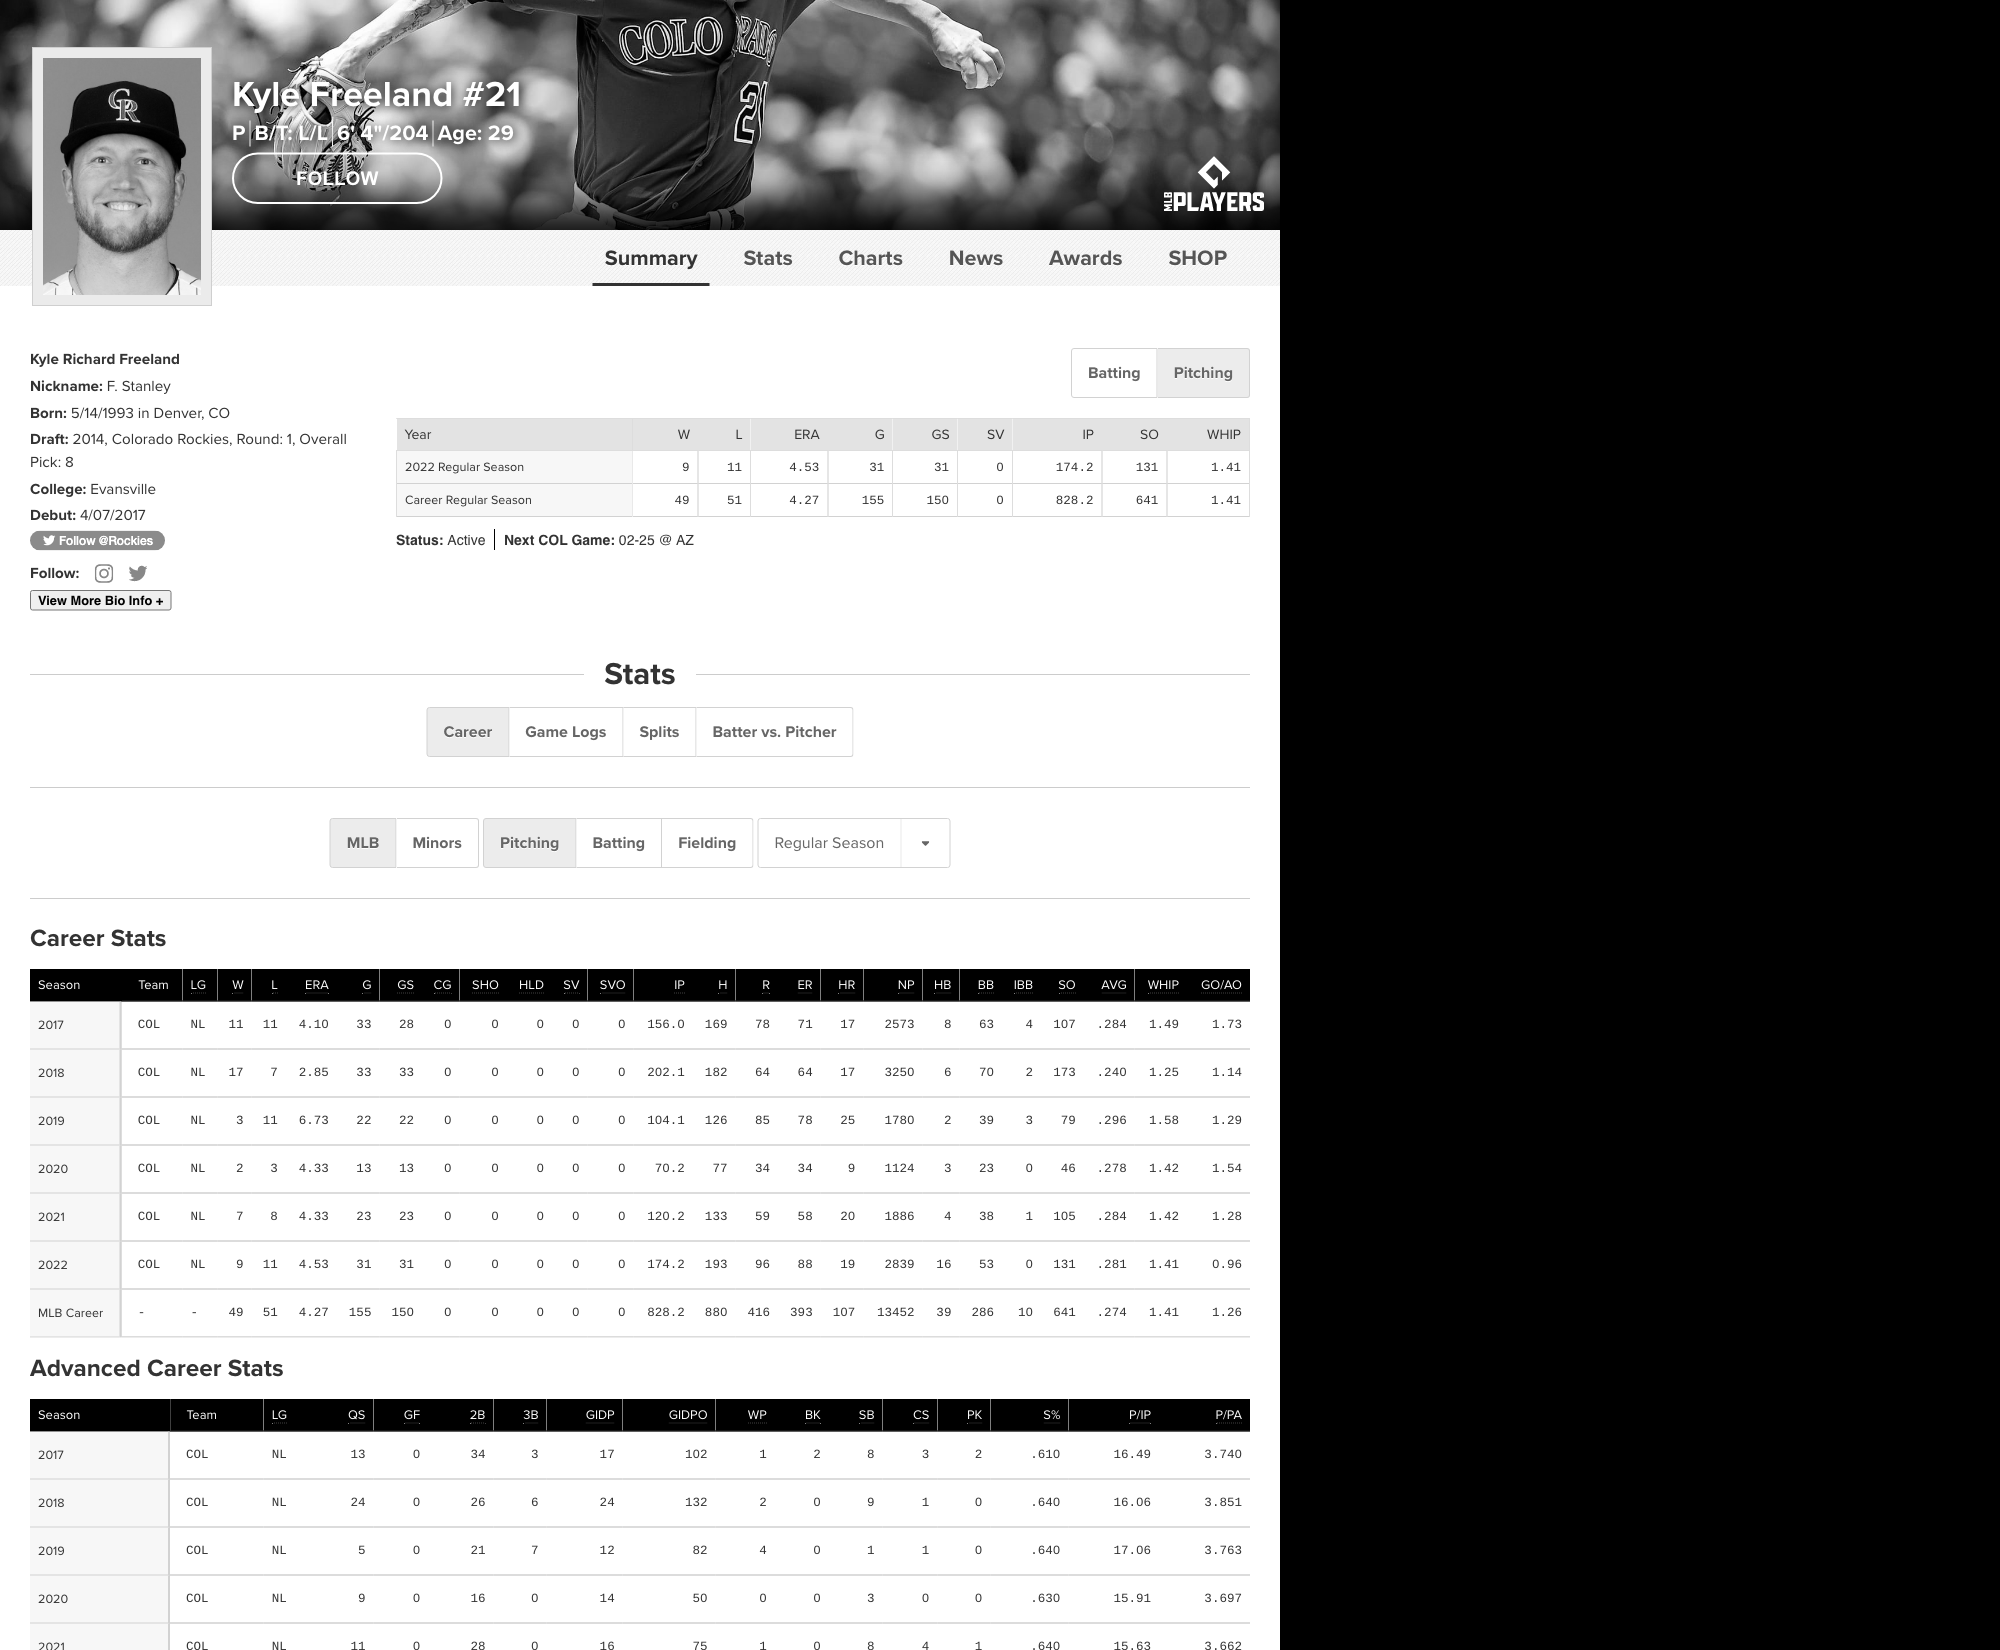 COLORADO
21
Kyle Freeland #21
P B/T: L/L 6' 4"/204 Age: 29
FOLLOW
MLB PLAYERS
Summary Stats Charts News Awards SHOP
Kyle Richard Freeland
Nickname: F. Stanley
Born: 5/14/1993 in Denver, CO
Draft: 2014, Colorado Rockies, Round: 1, Overall
Pick: 8
College: Evansville
Debut: 4/07/2017
Follow @Rockies
Follow:
View More Bio Info +
Batting Pitching
Year W L ERA G GS SV IP SO WHIP
2022 Regular Season 9 11 4.53 31 31 0 174.2 131 1.41
Career Regular Season 49 51 4.27 155 150 0 828.2 641 1.41
Status: Active Next COL Game: 02-25 @ AZ
Stats
Career Game Logs Splits Batter vs. Pitcher
MLB Minors Pitching Batting Fielding Regular Season
Career Stats
Season Team LG W L ERA G GS CG SHO HLD SV SVO IP H R ER HR NP HB BB IBB SO AVG WHIP GO/AO
2017 COL NL 11 11 4.10 33 28 0 0 0 0 0 156.0 169 78 71 17 2573 8 63 4 107 .284 1.49 1.73
2018 COL NL 17 7 2.85 33 33 0 0 0 0 0 202.1 182 64 64 17 3250 6 70 2 173 .240 1.25 1.14
2019 COL NL 3 11 6.73 22 22 0 0 0 0 0 104.1 126 85 78 25 1780 2 39 3 79 .296 1.58 1.29
2020 COL NL 2 3 4.33 13 13 0 0 0 0 0 70.2 77 34 34 9 1124 3 23 0 46 .278 1.42 1.54
2021 COL NL 7 8 4.33 23 23 0 0 0 0 0 120.2 133 59 58 20 1886 4 38 1 105 .284 1.42 1.28
2022 COL NL 9 11 4.53 31 31 0 0 0 0 0 174.2 193 96 88 19 2839 16 53 0 131 .281 1.41 0.96
MLB Career - - 49 51 4.27 155 150 0 0 0 0 0 828.2 880 416 393 107 13452 39 286 10 641 .274 1.41 1.26
Advanced Career Stats
Season Team LG QS GF 2B 3B GIDP GIDPO WP BK SB CS PK S% P/IP P/PA
2017 COL NL 13 0 34 3 17 102 1 2 8 3 2 .610 16.49 3.740
2018 COL NL 24 0 26 6 24 132 2 0 9 1 0 .640 16.06 3.851
2019 COL NL 5 0 21 7 12 82 4 0 1 1 0 .640 17.06 3.763
2020 COL NL 9 0 16 0 14 50 0 0 3 0 0 .630 15.91 3.697
2021 COL NL 11 0 28 0 16 75 1 0 8 4 1 .640 15.63 3.662